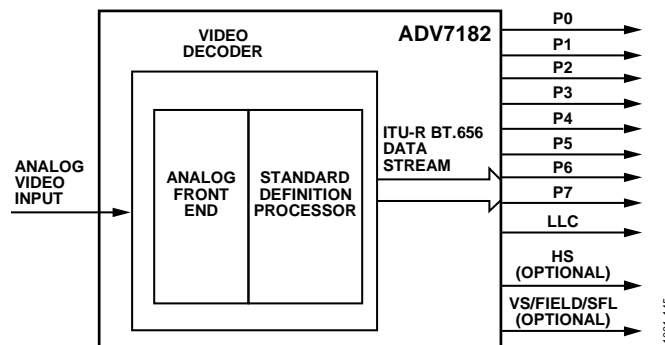 VIDEO
DECODER
ADV7182
ANALOG
VIDEO
INPUT
ANALOG
FRONT
END
STANDARD
DEFINITION
PROCESSOR
ITU-R BT.656
DATA
STREAM
P0
P1
P2
P3
P4
P5
P6
P7
LLC
HS
(OPTIONAL)
VS/FIELD/SFL
(OPTIONAL)